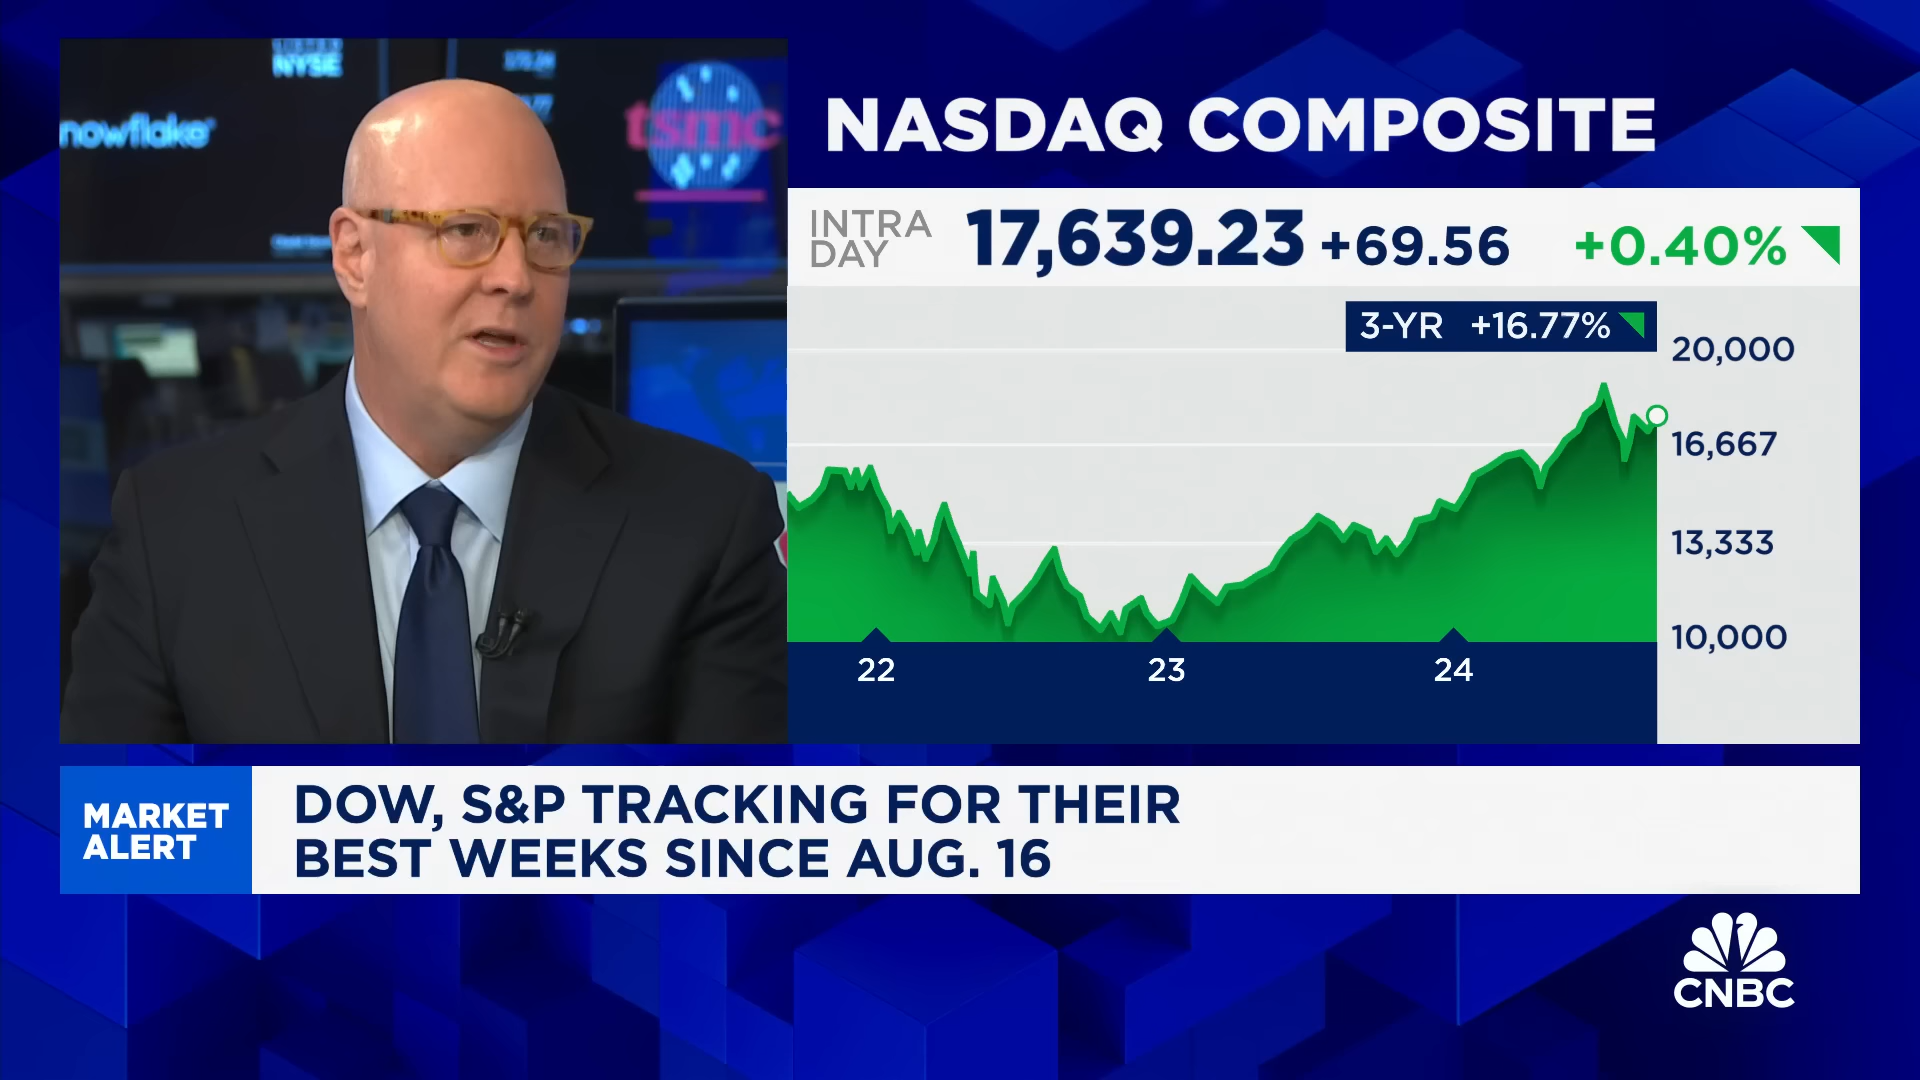 NYSE
nowflake
tsmc
NASDAQ COMPOSITE
INTRA
DAY
17,639.23 +69.56 +0.40%
3-YR +16.77%
20,000
16,667
13,333
10,000
22 23 24
MARKET
ALERT
DOW, S&P TRACKING FOR THEIR
BEST WEEKS SINCE AUG. 16
CNBC